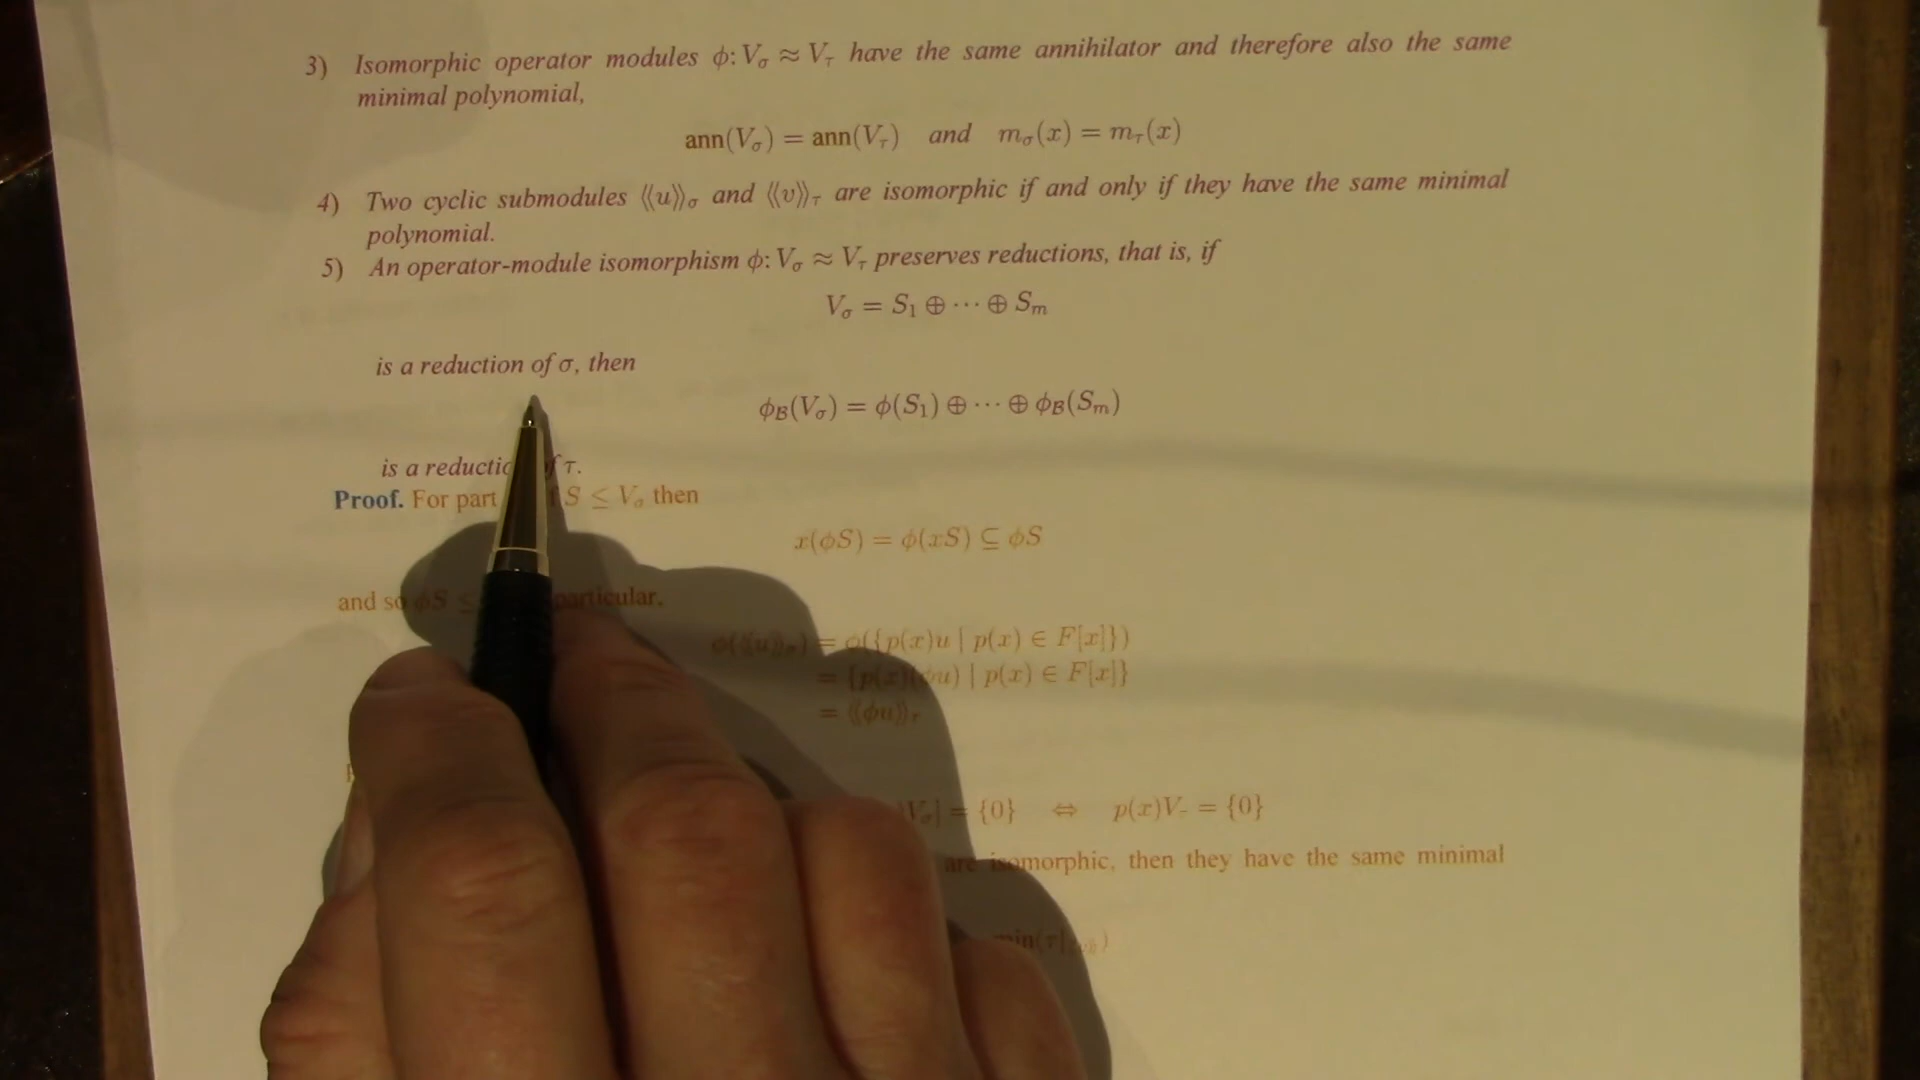 3) Isomorphic operator modules ϕ: V_σ ≈ V_τ have the same annihilator and therefore also the same
minimal polynomial,
ann(V_σ) = ann(V_τ) and m_σ(x) = m_τ(x)
4) Two cyclic submodules ⟪u⟫_σ and ⟪v⟫_τ are isomorphic if and only if they have the same minimal
polynomial.
5) An operator-module isomorphism ϕ: V_σ ≈ V_τ preserves reductions, that is, if
V_σ = S_1 ⊕ ⋯ ⊕ S_m
is a reduction of σ, then
ϕ_B(V_σ) = ϕ(S_1) ⊕ ⋯ ⊕ ϕ_B(S_m)
is a τ.
Proof. For part S ≤ V_σ then
x(ϕS) = ϕ(xS) ⊆ ϕS
and so ϕS ≤ particular.
ϕ(⟪u⟫_σ) = ϕ({p(x)u | p(x) ∈ F[x]})
= {p(x)(ϕu) | p(x) ∈ F[x]}
= ⟪ϕu⟫_τ
V_σ] = {0} ⇔ p(x)V_τ = {0}
are isomorphic, then they have the same minimal